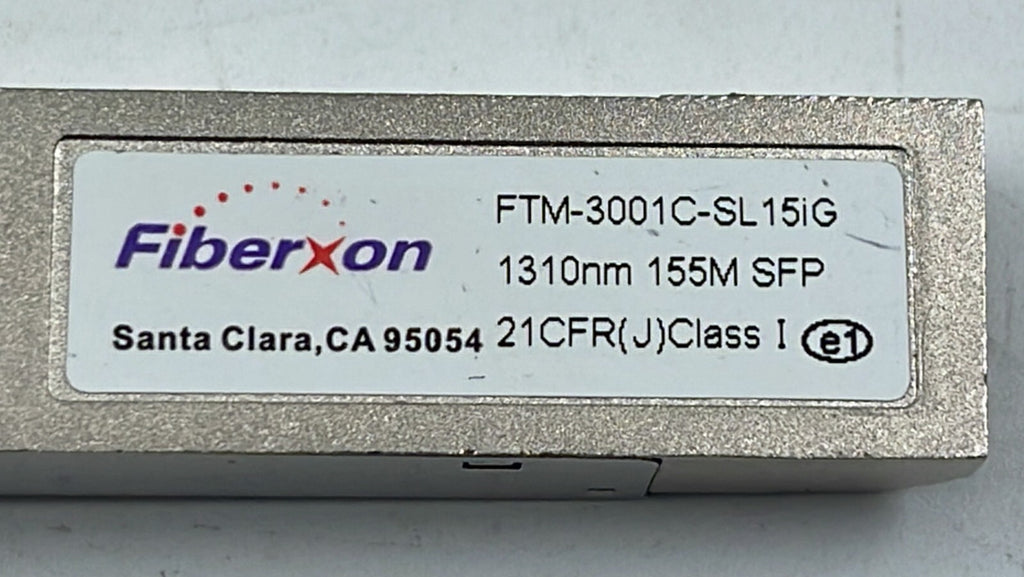 Fiberxon
Santa Clara,CA 95054
FTM-3001C-SL15iG
1310nm 155M SFP
21CFR(J)Class I e1